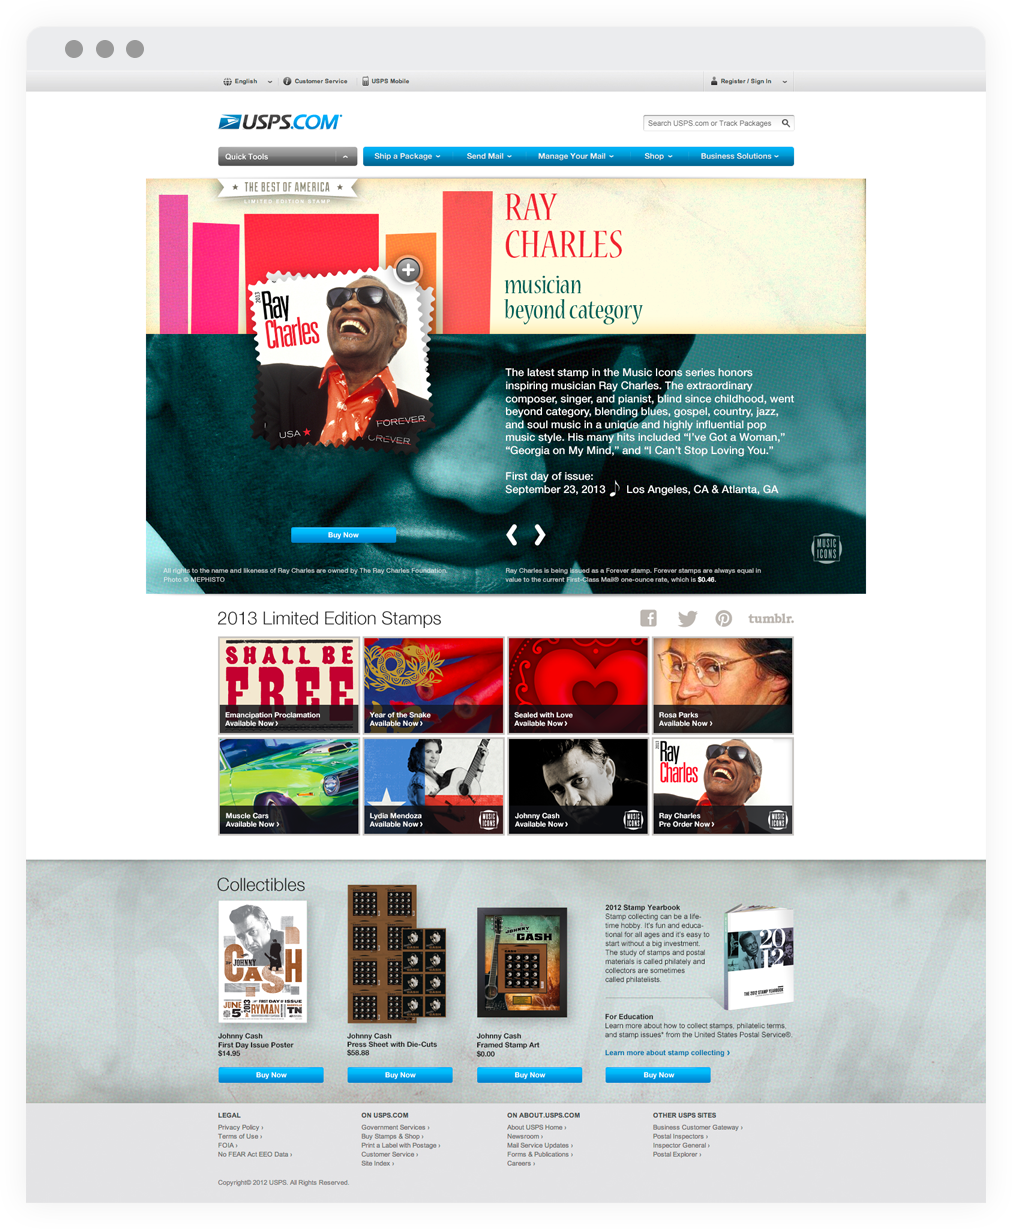 English
Customer Service
USPS Mobile
Register / Sign In
USPS.COM
Search USPS.com or Track Packages
Quick Tools
Ship a Package
Send Mail
Manage Your Mail
Shop
Business Solutions
★ THE BEST OF AMERICA ★
LIMITED EDITION STAMP
RAY
CHARLES
musician
beyond category
2013
Ray
Charles
USA
FOREVER
The latest stamp in the Music Icons series honors
inspiring musician Ray Charles. The extraordinary
composer, singer, and pianist, blind since childhood, went
beyond category, blending blues, gospel, country, jazz,
and soul music in a unique and highly influential pop
music style. His many hits included “I’ve Got a Woman,”
“Georgia on My Mind,” and “I Can’t Stop Loving You.”
First day of issue:
September 23, 2013 ♪ Los Angeles, CA & Atlanta, GA
Buy Now
MUSIC
ICONS
All rights to the name and likeness of Ray Charles are owned by The Ray Charles Foundation.
Photo © MEPHISTO
Ray Charles is being issued as a Forever stamp. Forever stamps are always equal in
value to the current First-Class Mail® one-ounce rate, which is $0.46.
2013 Limited Edition Stamps
tumblr.
SHALL BE
FREE
Emancipation Proclamation
Available Now ›
Year of the Snake
Available Now ›
Sealed with Love
Available Now ›
Rosa Parks
Available Now ›
Muscle Cars
Available Now ›
Lydia Mendoza
Available Now ›
MUSIC
ICONS
Johnny Cash
Available Now ›
MUSIC
ICONS
2013
Ray
Charles
Ray Charles
Pre Order Now ›
MUSIC
ICONS
Collectibles
JOHNNY
CASH
JUNE
5
2013
FIRST DAY of ISSUE
RYMAN
TN
Johnny Cash
First Day Issue Poster
$14.95
Buy Now
Johnny Cash
Press Sheet with Die-Cuts
$58.88
Buy Now
JOHNNY
CASH
Johnny Cash
Framed Stamp Art
$0.00
Buy Now
2012 Stamp Yearbook
Stamp collecting can be a life-
time hobby. It's fun and educa-
tional for all ages and it's easy to
start without a big investment.
The study of stamps and postal
materials is called philately and
collectors are sometimes
called philatelists.
20
12
THE 2012 STAMP YEARBOOK
For Education
Learn more about how to collect stamps, philatelic terms,
and stamp issues* from the United States Postal Service®.
Learn more about stamp collecting ›
Buy Now
LEGAL
Privacy Policy ›
Terms of Use ›
FOIA ›
No FEAR Act EEO Data ›
ON USPS.COM
Government Services ›
Buy Stamps & Shop ›
Print a Label with Postage ›
Customer Service ›
Site Index ›
ON ABOUT.USPS.COM
About USPS Home ›
Newsroom ›
Mail Service Updates ›
Forms & Publications ›
Careers ›
OTHER USPS SITES
Business Customer Gateway ›
Postal Inspectors ›
Inspector General ›
Postal Explorer ›
Copyright© 2012 USPS. All Rights Reserved.